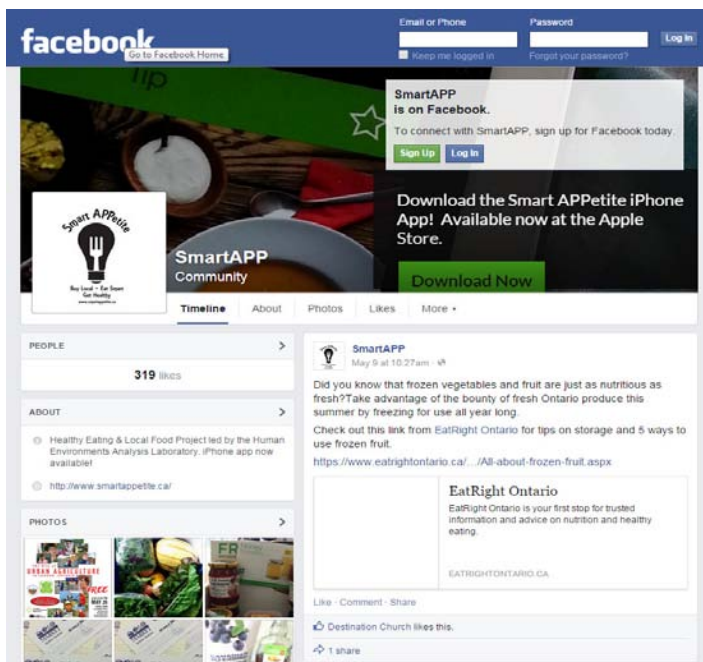 Email or Phone
Password
facebook
Log In
Go to Facebook Home
Keep me logged in
Forgot your password?
Tip
SmartAPP
is on Facebook.
To connect with SmartAPP, sign up for Facebook today.
Sign Up
Log In
Download the Smart APPetite iPhone
App! Available now at the Apple
Store.
Download Now
Smart APPetite
Buy Local - Eat Smart
Get Healthy
www.smartappetite.ca
SmartAPP
Community
Timeline
About
Photos
Likes
More
PEOPLE
319 likes
ABOUT
Healthy Eating & Local Food Project led by the Human
Environments Analysis Laboratory. iPhone app now
available!
http://www.smartappetite.ca/
PHOTOS
URBAN AGRICULTURE
FREE
FR
SmartAPP
May 9 at 10:27am
Did you know that frozen vegetables and fruit are just as nutritious as
fresh?Take advantage of the bounty of fresh Ontario produce this
summer by freezing for use all year long.
Check out this link from EatRight Ontario for tips on storage and 5 ways to
use frozen fruit.
https://www.eatrightontario.ca/…/All-about-frozen-fruit.aspx
EatRight Ontario
EatRight Ontario is your first stop for trusted
information and advice on nutrition and healthy
eating.
EATRIGHTONTARIO.CA
Like · Comment · Share
Destination Church likes this.
1 share